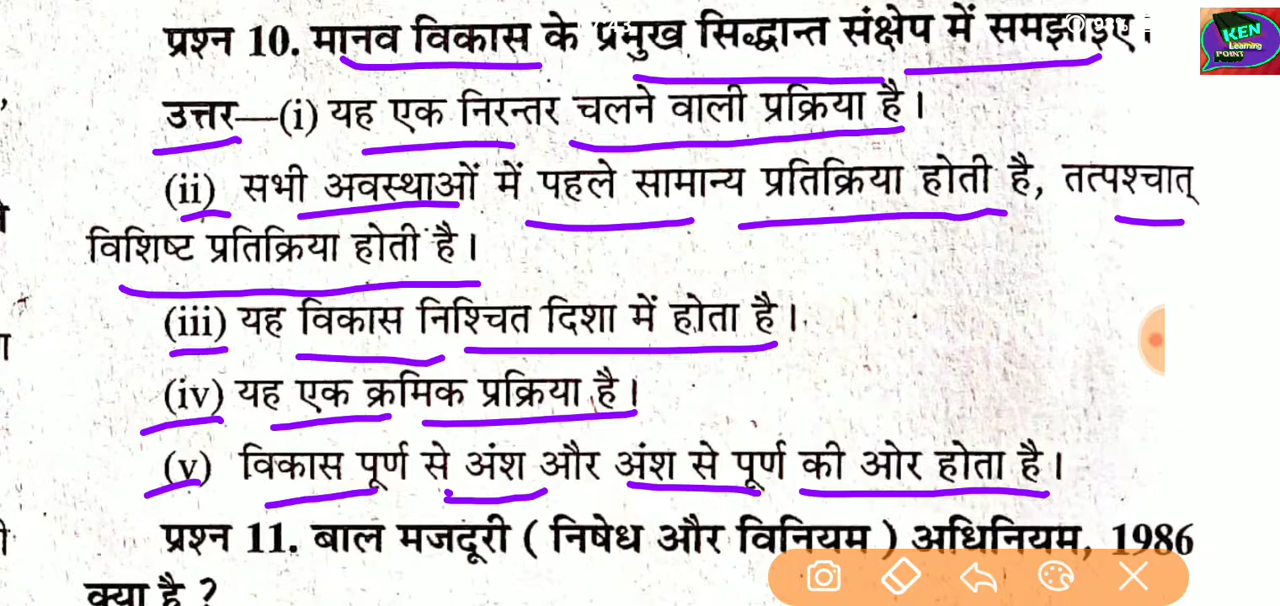 प्रश्न 10. मानव विकास के प्रमुख सिद्धान्त संक्षेप में समझाइए।
KEN
Learning
POINT
उत्तर—(i) यह एक निरन्तर चलने वाली प्रक्रिया है।
(ii) सभी अवस्थाओं में पहले सामान्य प्रतिक्रिया होती है, तत्पश्चात्
विशिष्ट प्रतिक्रिया होती है।
(iii) यह विकास निश्चित दिशा में होता है।
(iv) यह एक क्रमिक प्रक्रिया है।
(v) विकास पूर्ण से अंश और अंश से पूर्ण की ओर होता है।
प्रश्न 11. बाल मजदूरी ( निषेध और विनियम ) अधिनियम, 1986
क्या है ?